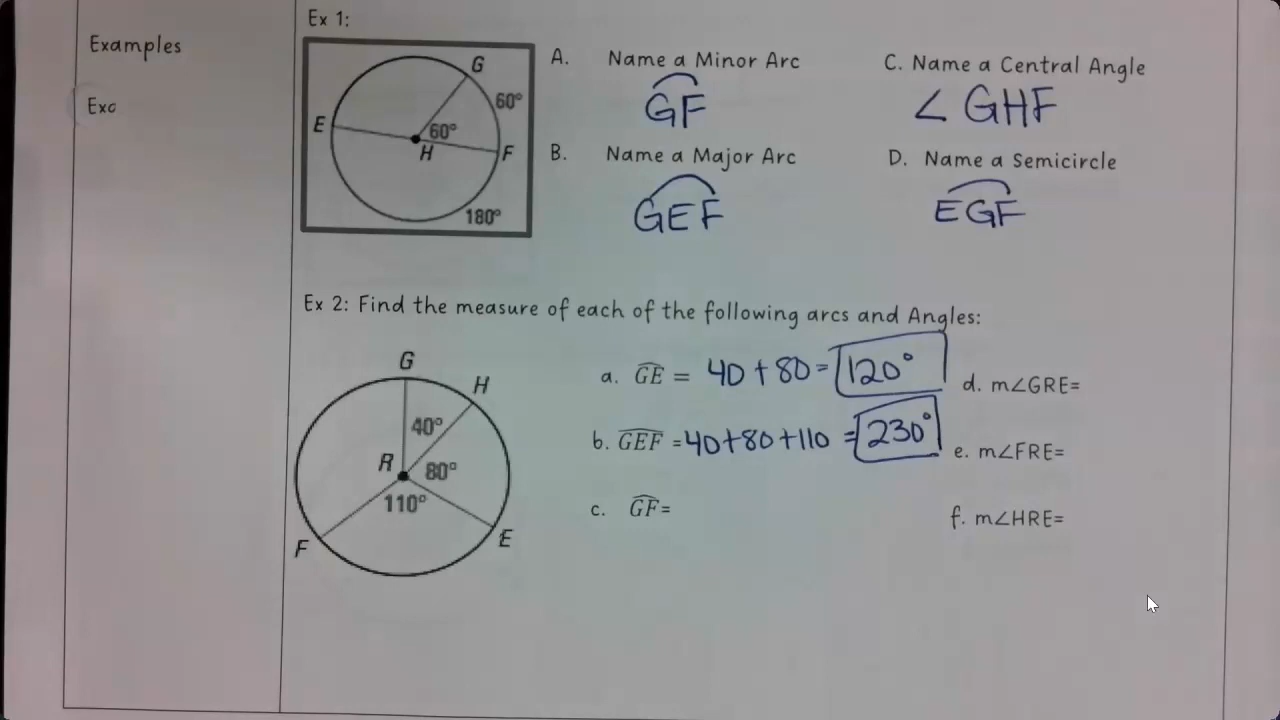 Examples
Exa
Ex 1:
G
60°
E
60°
H
F
180°
A. Name a Minor Arc
GF
B. Name a Major Arc
GEF
C. Name a Central Angle
∠ GHF
D. Name a Semicircle
EGF
Ex 2: Find the measure of each of the following arcs and Angles:
G
H
40°
R
80°
110°
F
E
a. GE = 40 + 80 = 120°
b. GEF = 40+80+110 = 230°
c. GF=
d. m∠GRE=
e. m∠FRE=
f. m∠HRE=